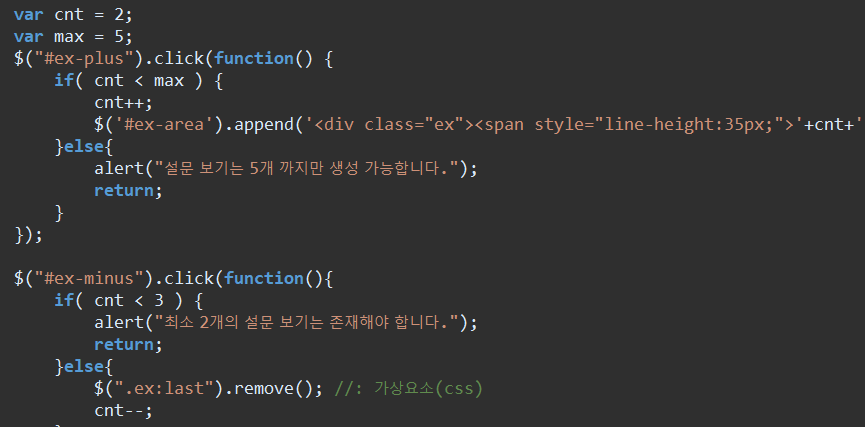 var cnt = 2;
var max = 5;
$("#ex-plus").click(function() {
    if( cnt < max ) {
        cnt++;
        $('#ex-area').append('<div class="ex"><span style="line-height:35px;">'+cnt+'
    }else{
        alert("설문 보기는 5개 까지만 생성 가능합니다.");
        return;
    }
});

$("#ex-minus").click(function(){
    if( cnt < 3 ) {
        alert("최소 2개의 설문 보기는 존재해야 합니다.");
        return;
    }else{
        $(".ex:last").remove(); //: 가상요소(css)
        cnt--;
    }